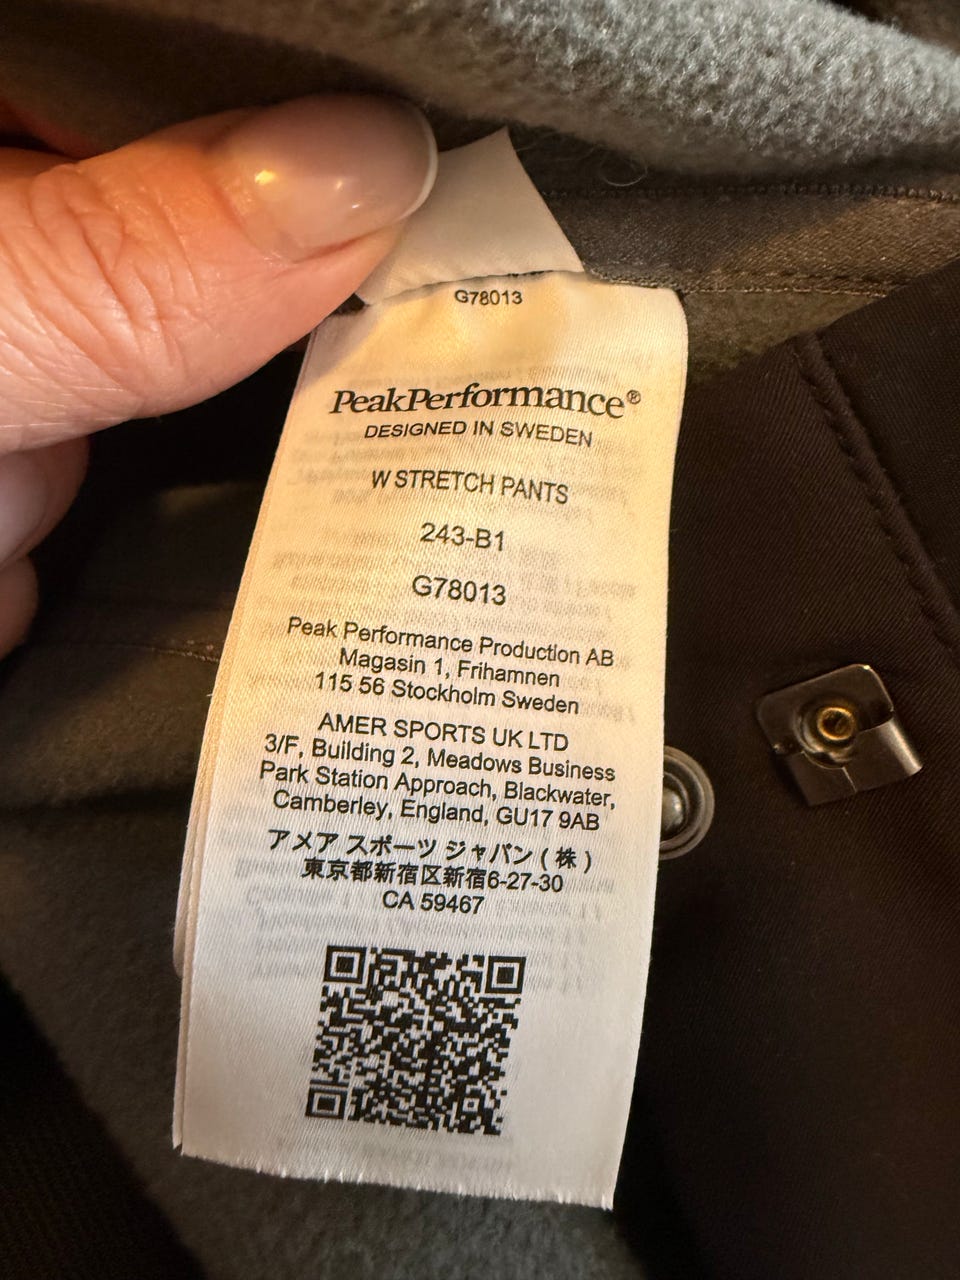 G78013
PeakPerformance®
DESIGNED IN SWEDEN
W STRETCH PANTS
243-B1
G78013
Peak Performance Production AB
Magasin 1, Frihamnen
115 56 Stockholm Sweden
AMER SPORTS UK LTD
3/F, Building 2, Meadows Business
Park Station Approach, Blackwater,
Camberley, England, GU17 9AB
アメア スポーツ ジャパン ( 株 )
東京都新宿区新宿6-27-30
CA 59467